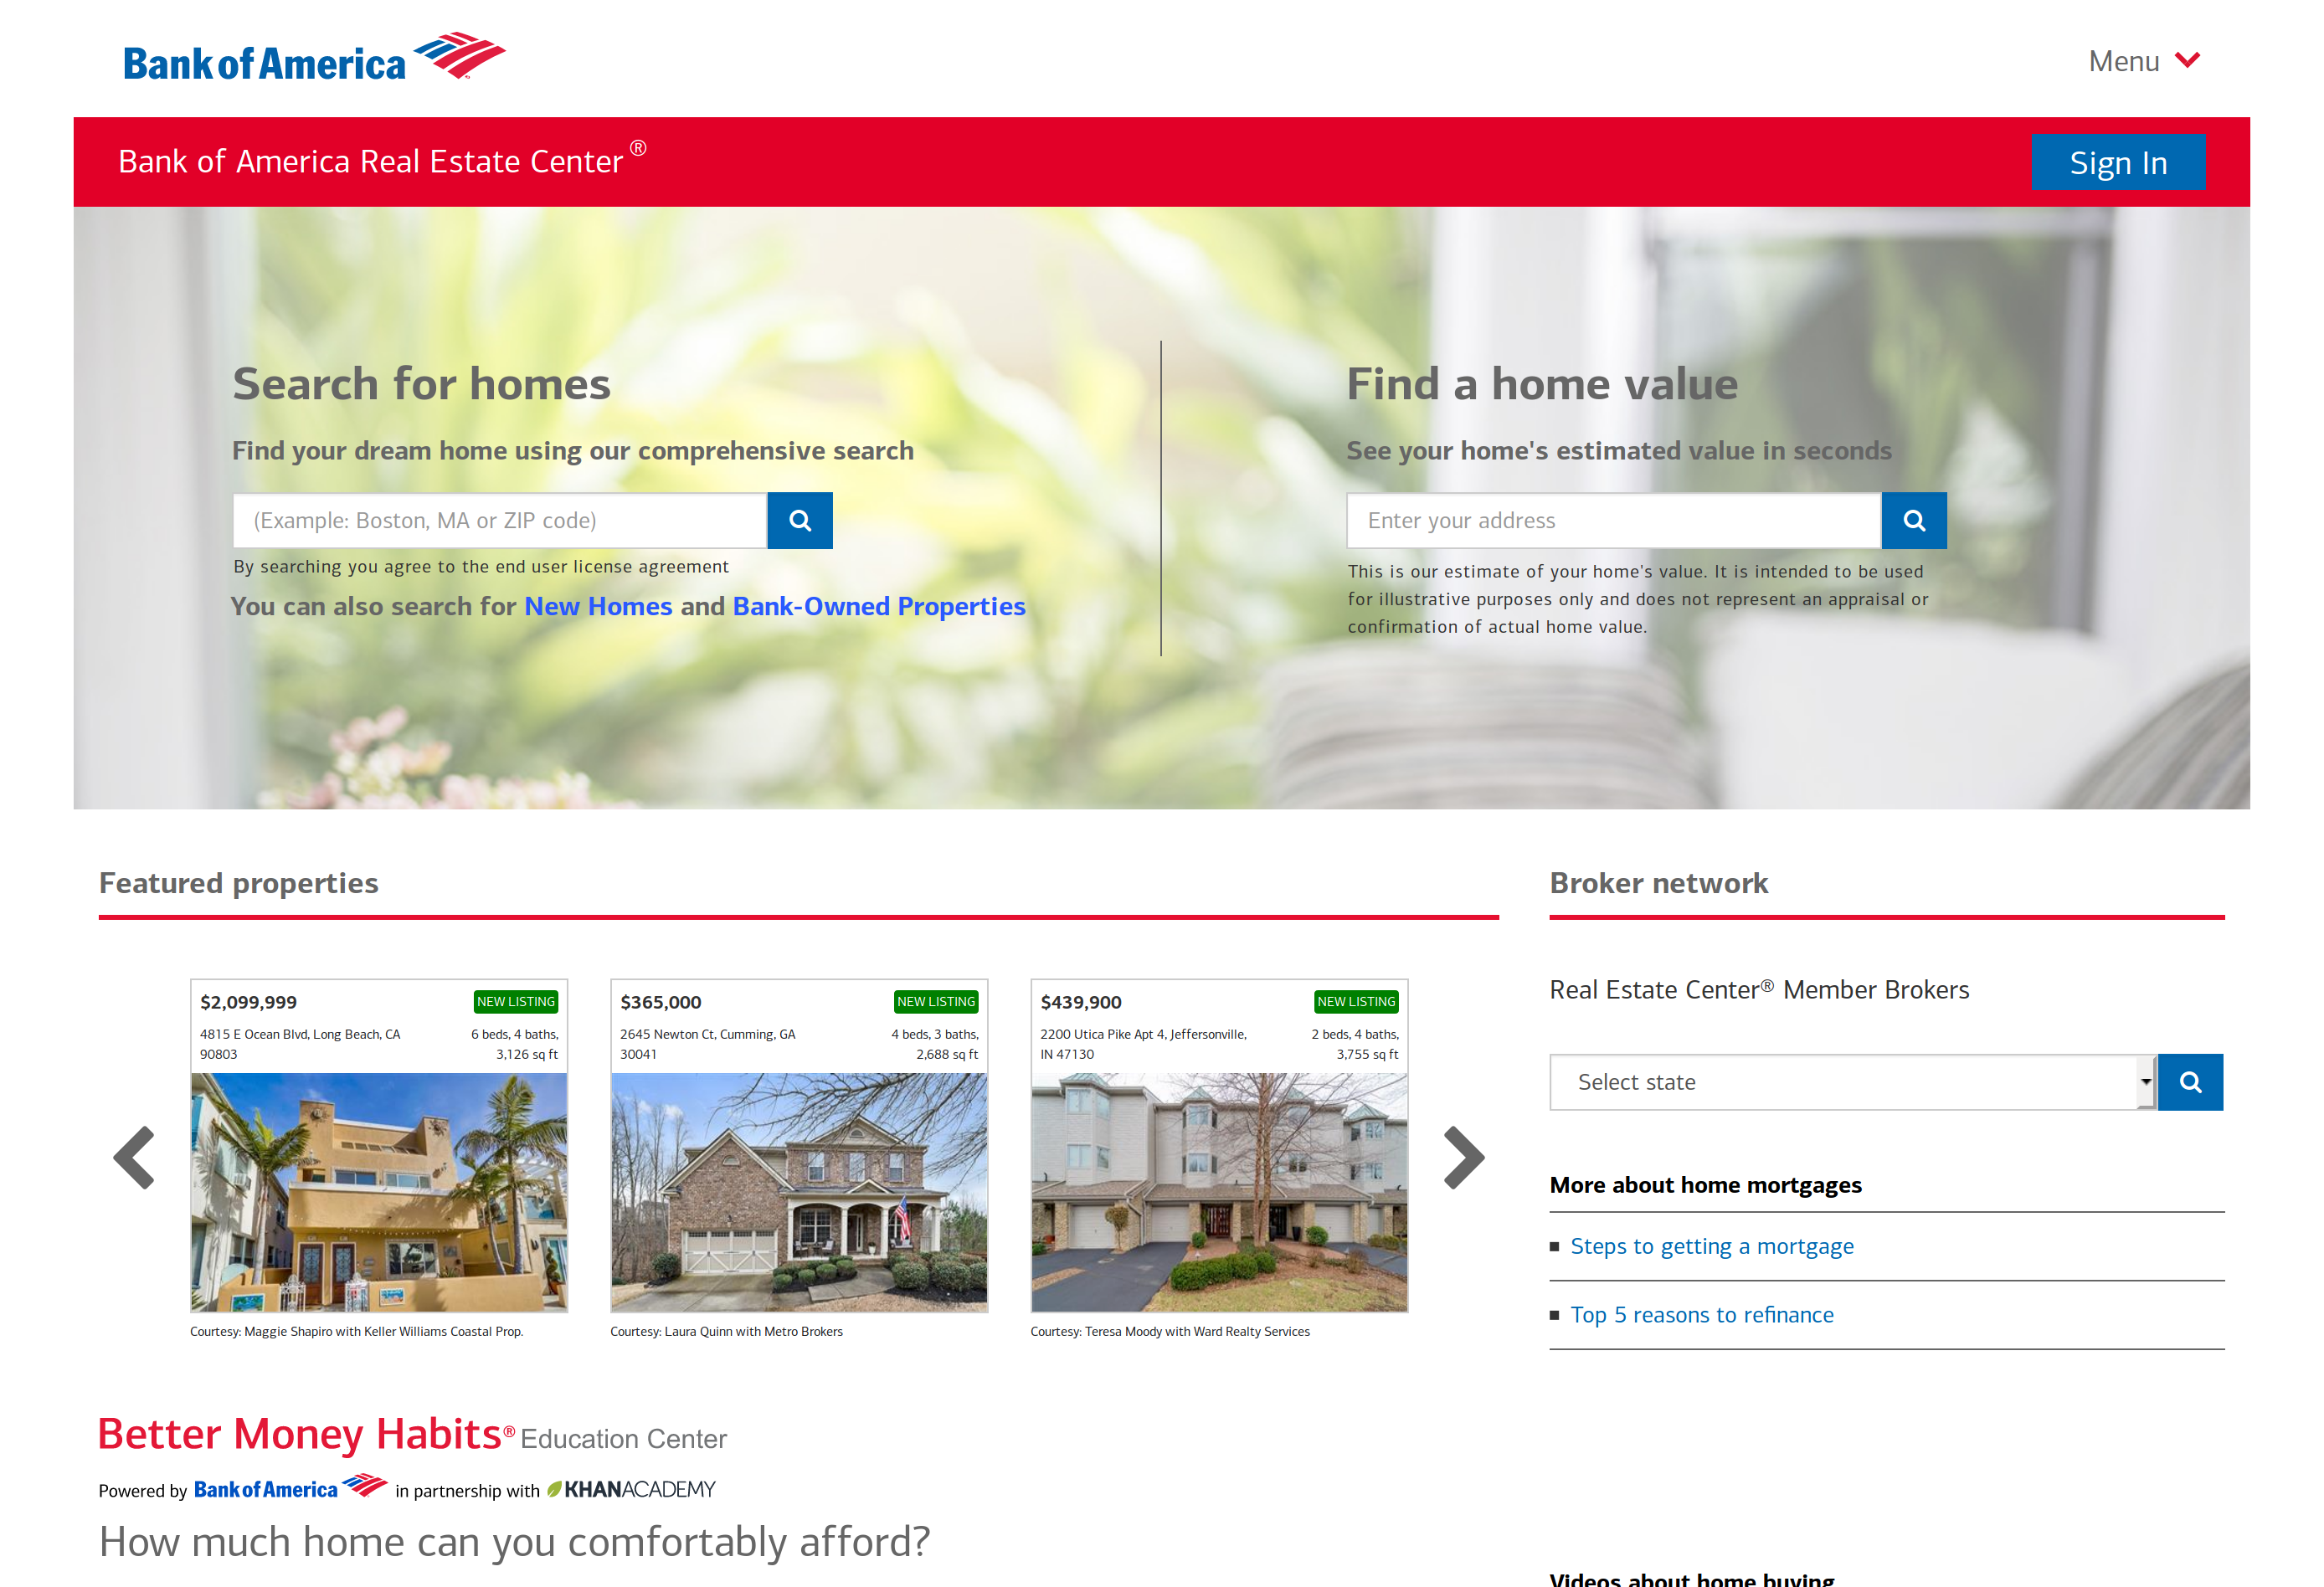 Bank of America
Menu
Bank of America Real Estate Center®
Sign In
Search for homes
Find your dream home using our comprehensive search
(Example: Boston, MA or ZIP code)
By searching you agree to the end user license agreement
You can also search for New Homes and Bank-Owned Properties
Find a home value
See your home's estimated value in seconds
Enter your address
This is our estimate of your home's value. It is intended to be used
for illustrative purposes only and does not represent an appraisal or
confirmation of actual home value.
Featured properties
$2,099,999
NEW LISTING
4815 E Ocean Blvd, Long Beach, CA
90803
6 beds, 4 baths,
3,126 sq ft
Courtesy: Maggie Shapiro with Keller Williams Coastal Prop.
$365,000
NEW LISTING
2645 Newton Ct, Cumming, GA
30041
4 beds, 3 baths,
2,688 sq ft
Courtesy: Laura Quinn with Metro Brokers
$439,900
NEW LISTING
2200 Utica Pike Apt 4, Jeffersonville,
IN 47130
2 beds, 4 baths,
3,755 sq ft
Courtesy: Teresa Moody with Ward Realty Services
Broker network
Real Estate Center® Member Brokers
Select state
More about home mortgages
Steps to getting a mortgage
Top 5 reasons to refinance
Better Money Habits® Education Center
Powered by Bank of America in partnership with KHANACADEMY
How much home can you comfortably afford?
Videos about home buying